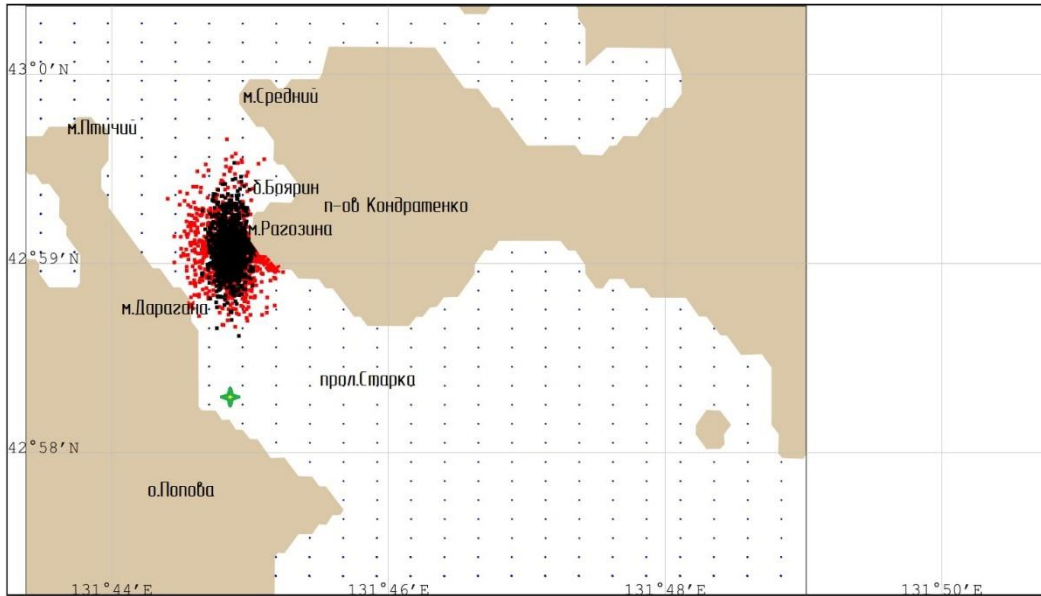 43°0′N
м.Средний
м.Птичий
б.Боярин
п-ов Кондратенко
м.Рагозина
42°59′N
м.Дарагана
прол.Старка
42°58′N
о.Попова
131°44′E
131°46′E
131°48′E
131°50′E